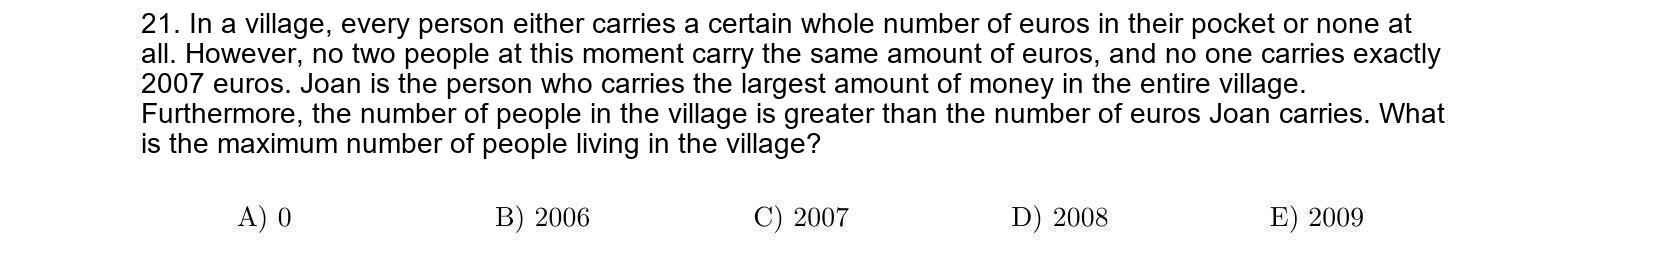 21. In a village, every person either carries a certain whole number of euros in their pocket or none at
all. However, no two people at this moment carry the same amount of euros, and no one carries exactly
2007 euros. Joan is the person who carries the largest amount of money in the entire village.
Furthermore, the number of people in the village is greater than the number of euros Joan carries. What
is the maximum number of people living in the village?
A) 0 B) 2006 C) 2007 D) 2008 E) 2009